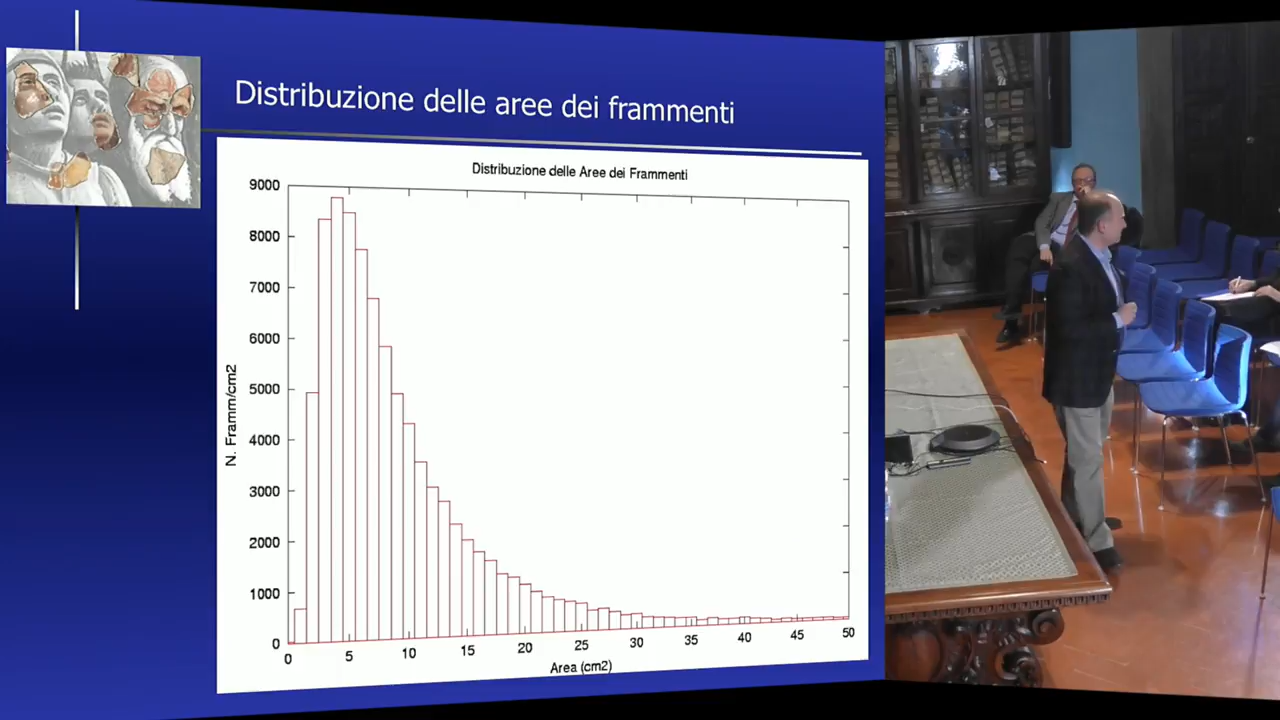 Distribuzione delle aree dei frammenti
Distribuzione delle Aree dei Frammenti
N. Framm/cm2
9000
8000
7000
6000
5000
4000
3000
2000
1000
0
0 5 10 15 20 25 30 35 40 45 50
Area (cm2)